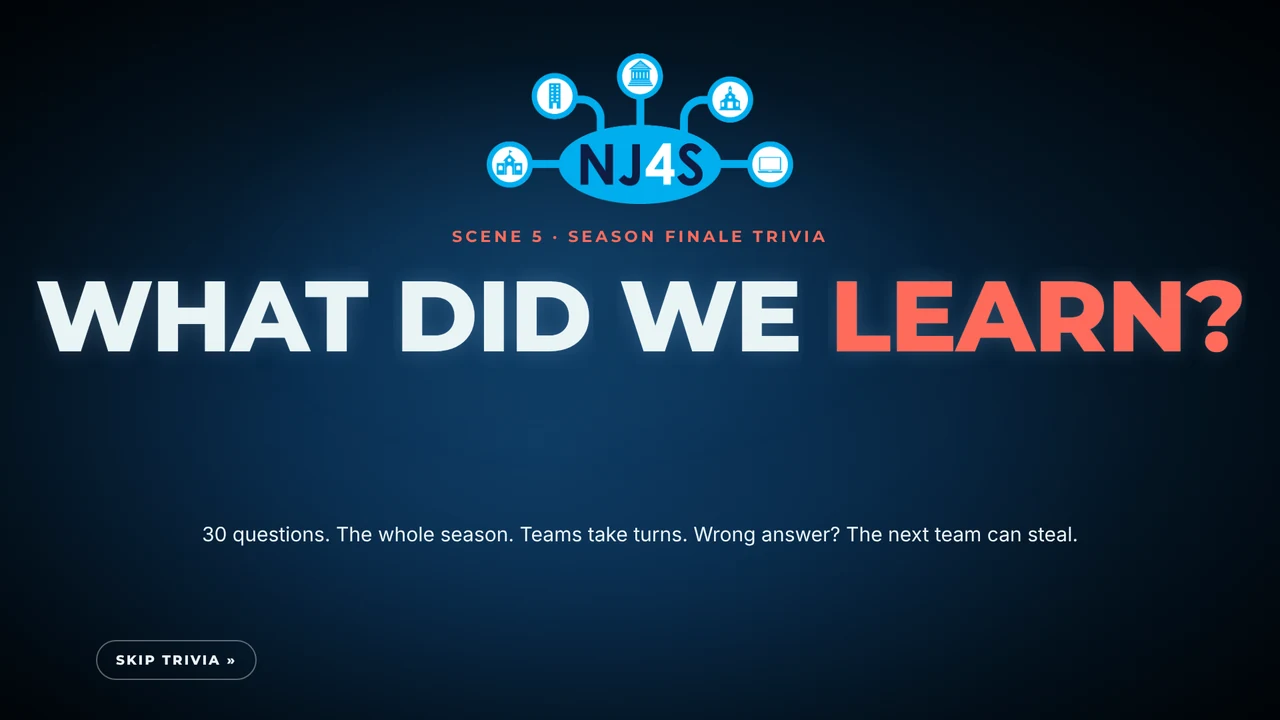 NJ4S
SCENE 5 · SEASON FINALE TRIVIA
WHAT DID WE LEARN?
30 questions. The whole season. Teams take turns. Wrong answer? The next team can steal.
SKIP TRIVIA »